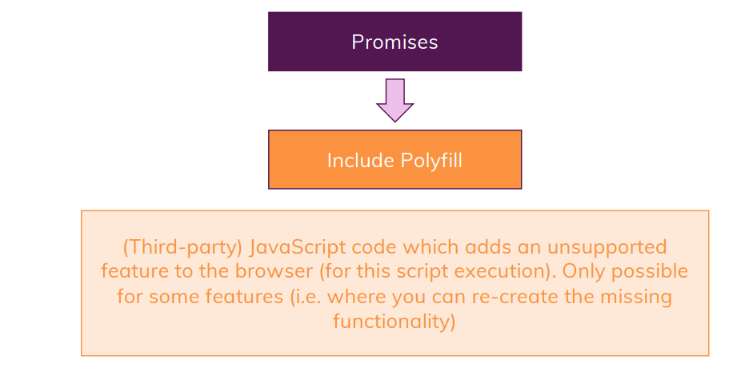 Promises
Include Polyfill
(Third-party) JavaScript code which adds an unsupported
feature to the browser (for this script execution). Only possible
for some features (i.e. where you can re-create the missing
functionality)